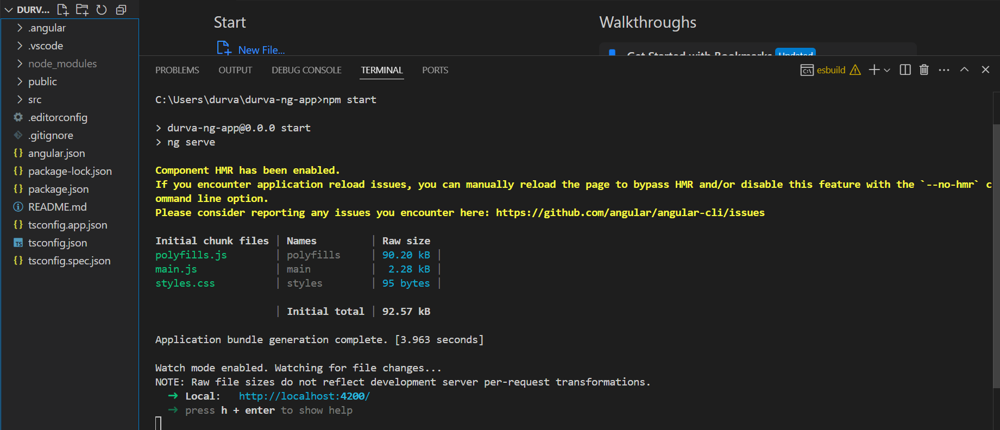 DURV...
.angular
.vscode
node_modules
public
src
.editorconfig
.gitignore
angular.json
package-lock.json
package.json
README.md
tsconfig.app.json
tsconfig.json
tsconfig.spec.json
Start
New File...
Walkthroughs
Get Started with Bookmarks Updated
PROBLEMS OUTPUT DEBUG CONSOLE TERMINAL PORTS
esbuild
C:\Users\durva\durva-ng-app>npm start
> durva-ng-app@0.0.0 start
> ng serve
Component HMR has been enabled.
If you encounter application reload issues, you can manually reload the page to bypass HMR and/or disable this feature with the `--no-hmr` c
ommand line option.
Please consider reporting any issues you encounter here: https://github.com/angular/angular-cli/issues
Initial chunk files | Names | Raw size
polyfills.js | polyfills | 90.20 kB |
main.js | main | 2.28 kB |
styles.css | styles | 95 bytes |
| Initial total | 92.57 kB
Application bundle generation complete. [3.963 seconds]
Watch mode enabled. Watching for file changes...
NOTE: Raw file sizes do not reflect development server per-request transformations.
➜ Local: http://localhost:4200/
➜ press h + enter to show help